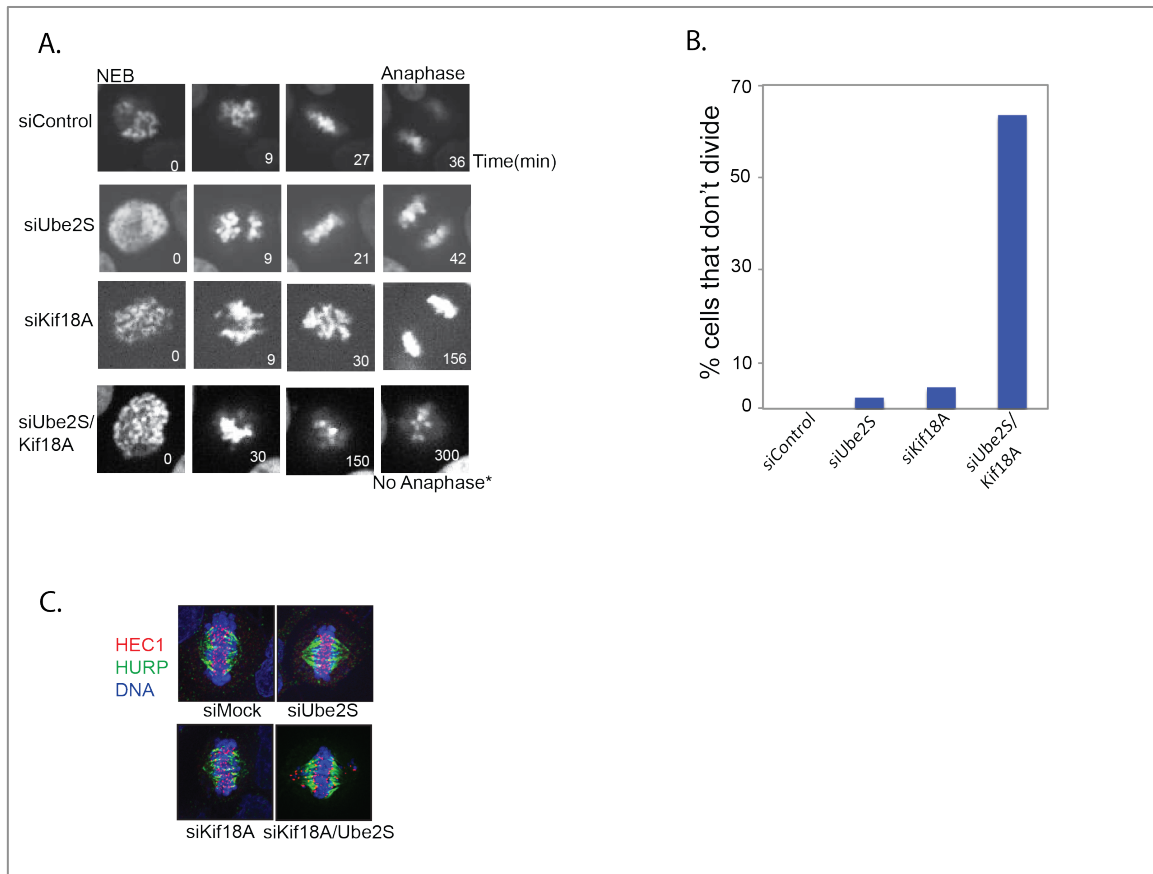 A.
NEB
Anaphase
siControl
0
9
27
36
Time(min)
siUbe2S
0
9
21
42
siKif18A
0
9
30
156
siUbe2S/
Kif18A
0
30
150
300
No Anaphase*
B.
% cells that don't divide
70
50
30
10
0
siControl
siUbe2S
siKif18A
siUbe2S/
Kif18A
C.
HEC1
HURP
DNA
siMock
siUbe2S
siKif18A
siKif18A/Ube2S